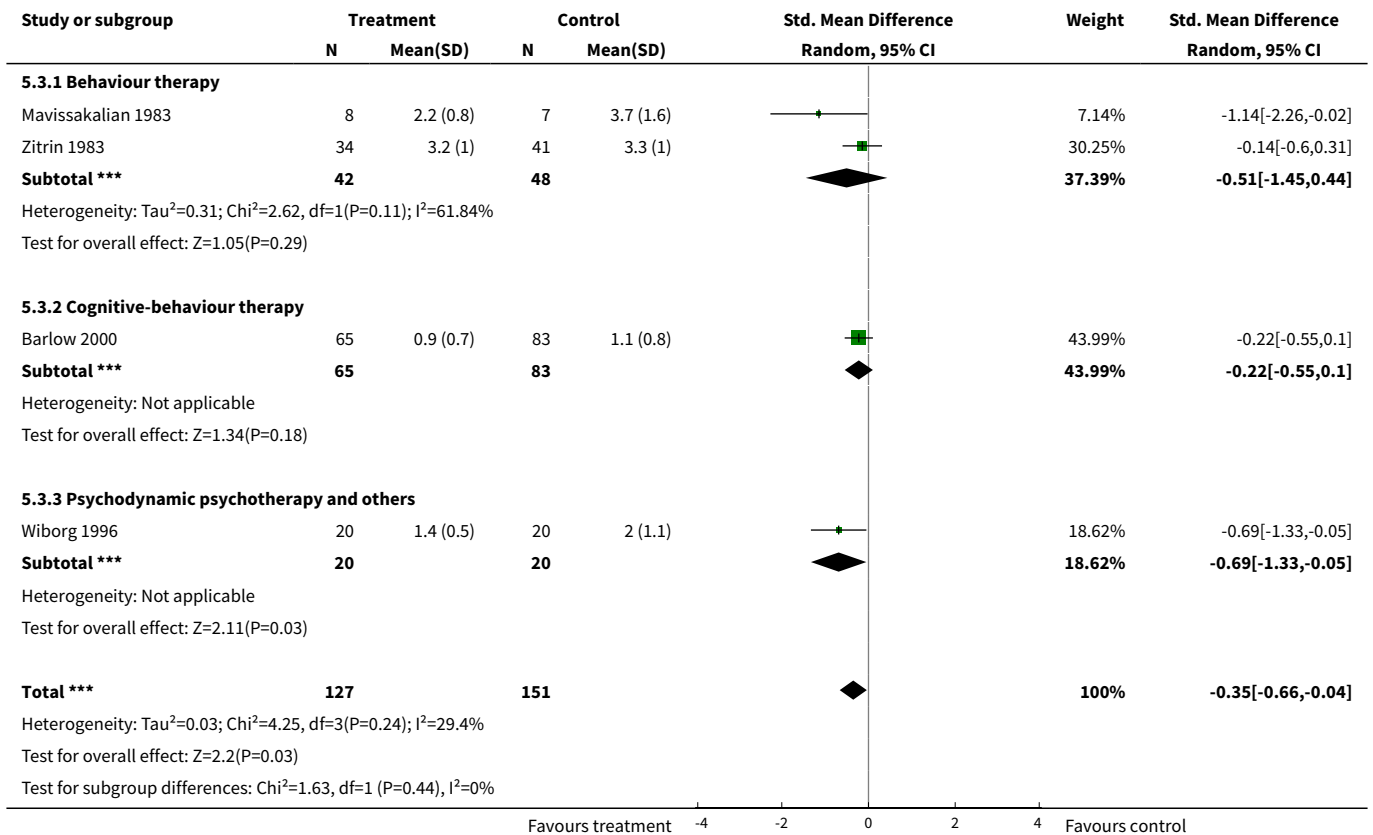 Study or subgroup Treatment Control Std. Mean Difference Weight Std. Mean Difference
N Mean(SD) N Mean(SD) Random, 95% CI Random, 95% CI
5.3.1 Behaviour therapy
Mavissakalian 1983 8 2.2 (0.8) 7 3.7 (1.6) 7.14% -1.14[-2.26,-0.02]
Zitrin 1983 34 3.2 (1) 41 3.3 (1) 30.25% -0.14[-0.6,0.31]
Subtotal *** 42 48 37.39% -0.51[-1.45,0.44]
Heterogeneity: Tau²=0.31; Chi²=2.62, df=1(P=0.11); I²=61.84%
Test for overall effect: Z=1.05(P=0.29)
5.3.2 Cognitive-behaviour therapy
Barlow 2000 65 0.9 (0.7) 83 1.1 (0.8) 43.99% -0.22[-0.55,0.1]
Subtotal *** 65 83 43.99% -0.22[-0.55,0.1]
Heterogeneity: Not applicable
Test for overall effect: Z=1.34(P=0.18)
5.3.3 Psychodynamic psychotherapy and others
Wiborg 1996 20 1.4 (0.5) 20 2 (1.1) 18.62% -0.69[-1.33,-0.05]
Subtotal *** 20 20 18.62% -0.69[-1.33,-0.05]
Heterogeneity: Not applicable
Test for overall effect: Z=2.11(P=0.03)
Total *** 127 151 100% -0.35[-0.66,-0.04]
Heterogeneity: Tau²=0.03; Chi²=4.25, df=3(P=0.24); I²=29.4%
Test for overall effect: Z=2.2(P=0.03)
Test for subgroup differences: Chi²=1.63, df=1 (P=0.44), I²=0%
Favours treatment -4 -2 0 2 4 Favours control